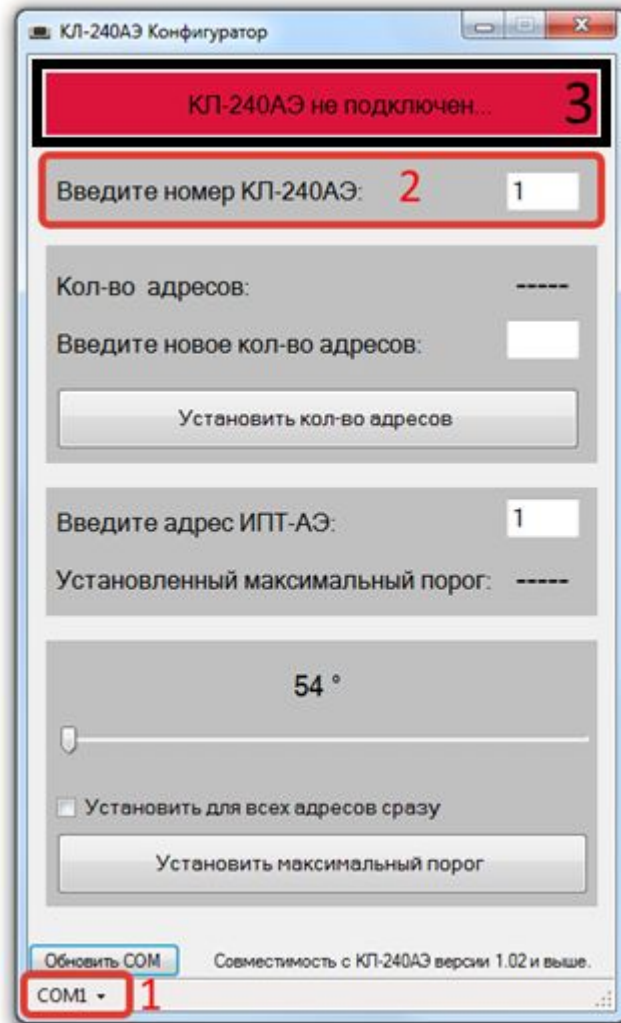 КЛ-240АЭ Конфигуратор
КЛ-240АЭ не подключен... 3
Введите номер КЛ-240АЭ: 2 1
Кол-во адресов: -----
Введите новое кол-во адресов:
Установить кол-во адресов
Введите адрес ИПТ-АЭ: 1
Установленный максимальный порог: -----
54 °
Установить для всех адресов сразу
Установить максимальный порог
Обновить COM Совместимость с КЛ-240АЭ версии 1.02 и выше.
COM1 1